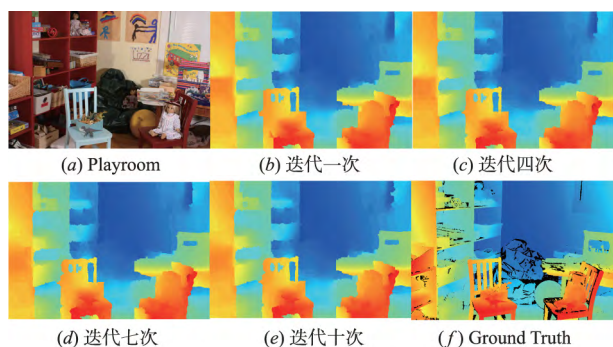 (a) Playroom
(b) 迭代一次
(c) 迭代四次
(d) 迭代七次
(e) 迭代十次
(f) Ground Truth